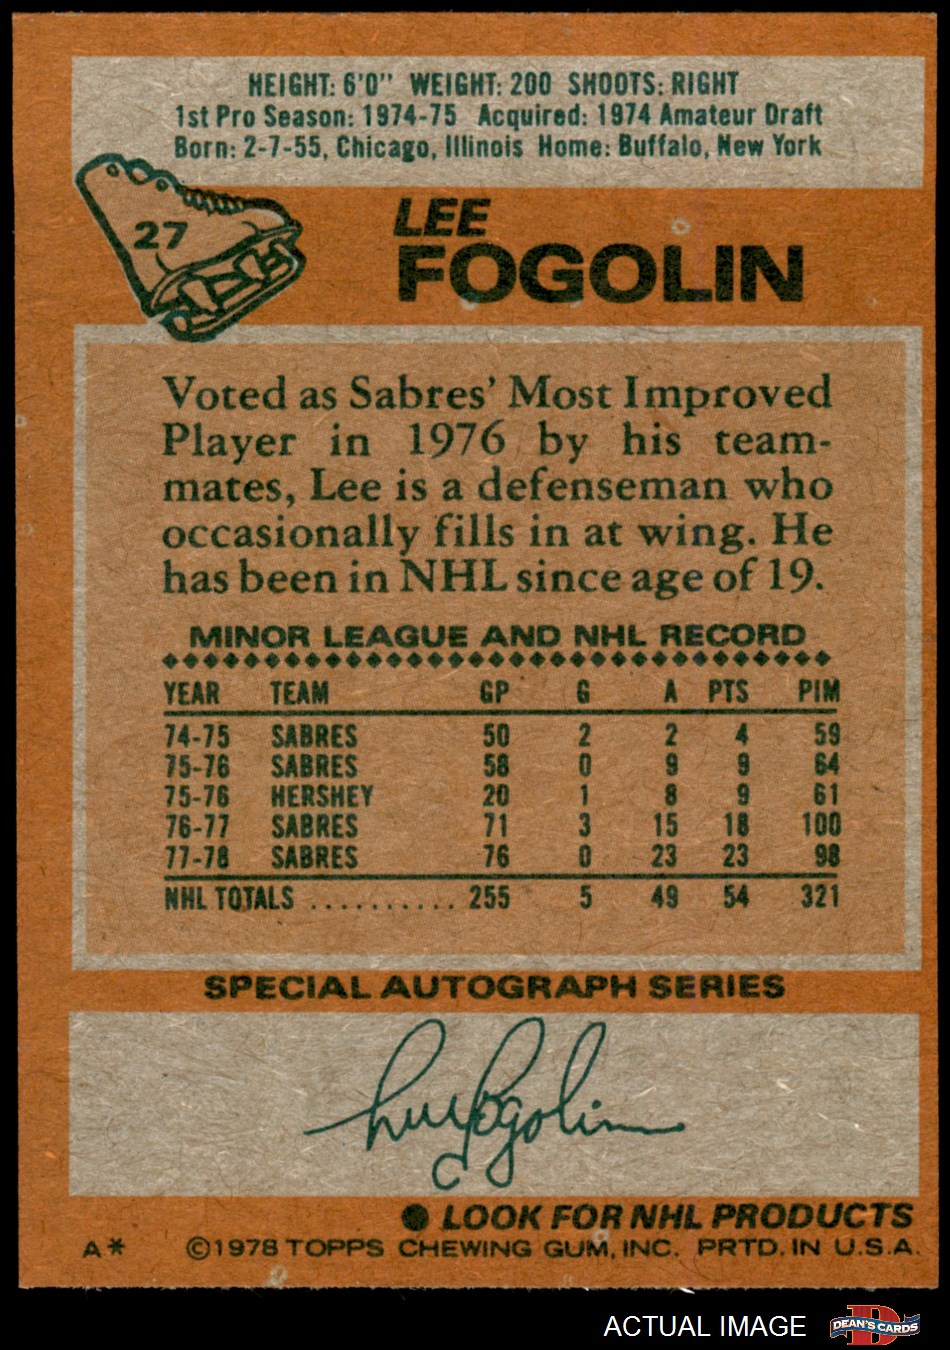 HEIGHT: 6'0" WEIGHT: 200 SHOOTS: RIGHT
1st Pro Season: 1974-75 Acquired: 1974 Amateur Draft
Born: 2-7-55, Chicago, Illinois Home: Buffalo, New York
27
LEE
FOGOLIN
Voted as Sabres' Most Improved
Player in 1976 by his team-
mates, Lee is a defenseman who
occasionally fills in at wing. He
has been in NHL since age of 19.
MINOR LEAGUE AND NHL RECORD
YEAR TEAM GP G A PTS PIM
74-75 SABRES 50 2 2 4 59
75-76 SABRES 58 0 9 9 64
75-76 HERSHEY 20 1 8 9 61
76-77 SABRES 71 3 15 18 100
77-78 SABRES 76 0 23 23 98
NHL TOTALS .......... 255 5 49 54 321
SPECIAL AUTOGRAPH SERIES
Lee Fogolin
● LOOK FOR NHL PRODUCTS
A* ©1978 TOPPS CHEWING GUM, INC. PRTD. IN U.S.A.
ACTUAL IMAGE D DEAN'S CARDS